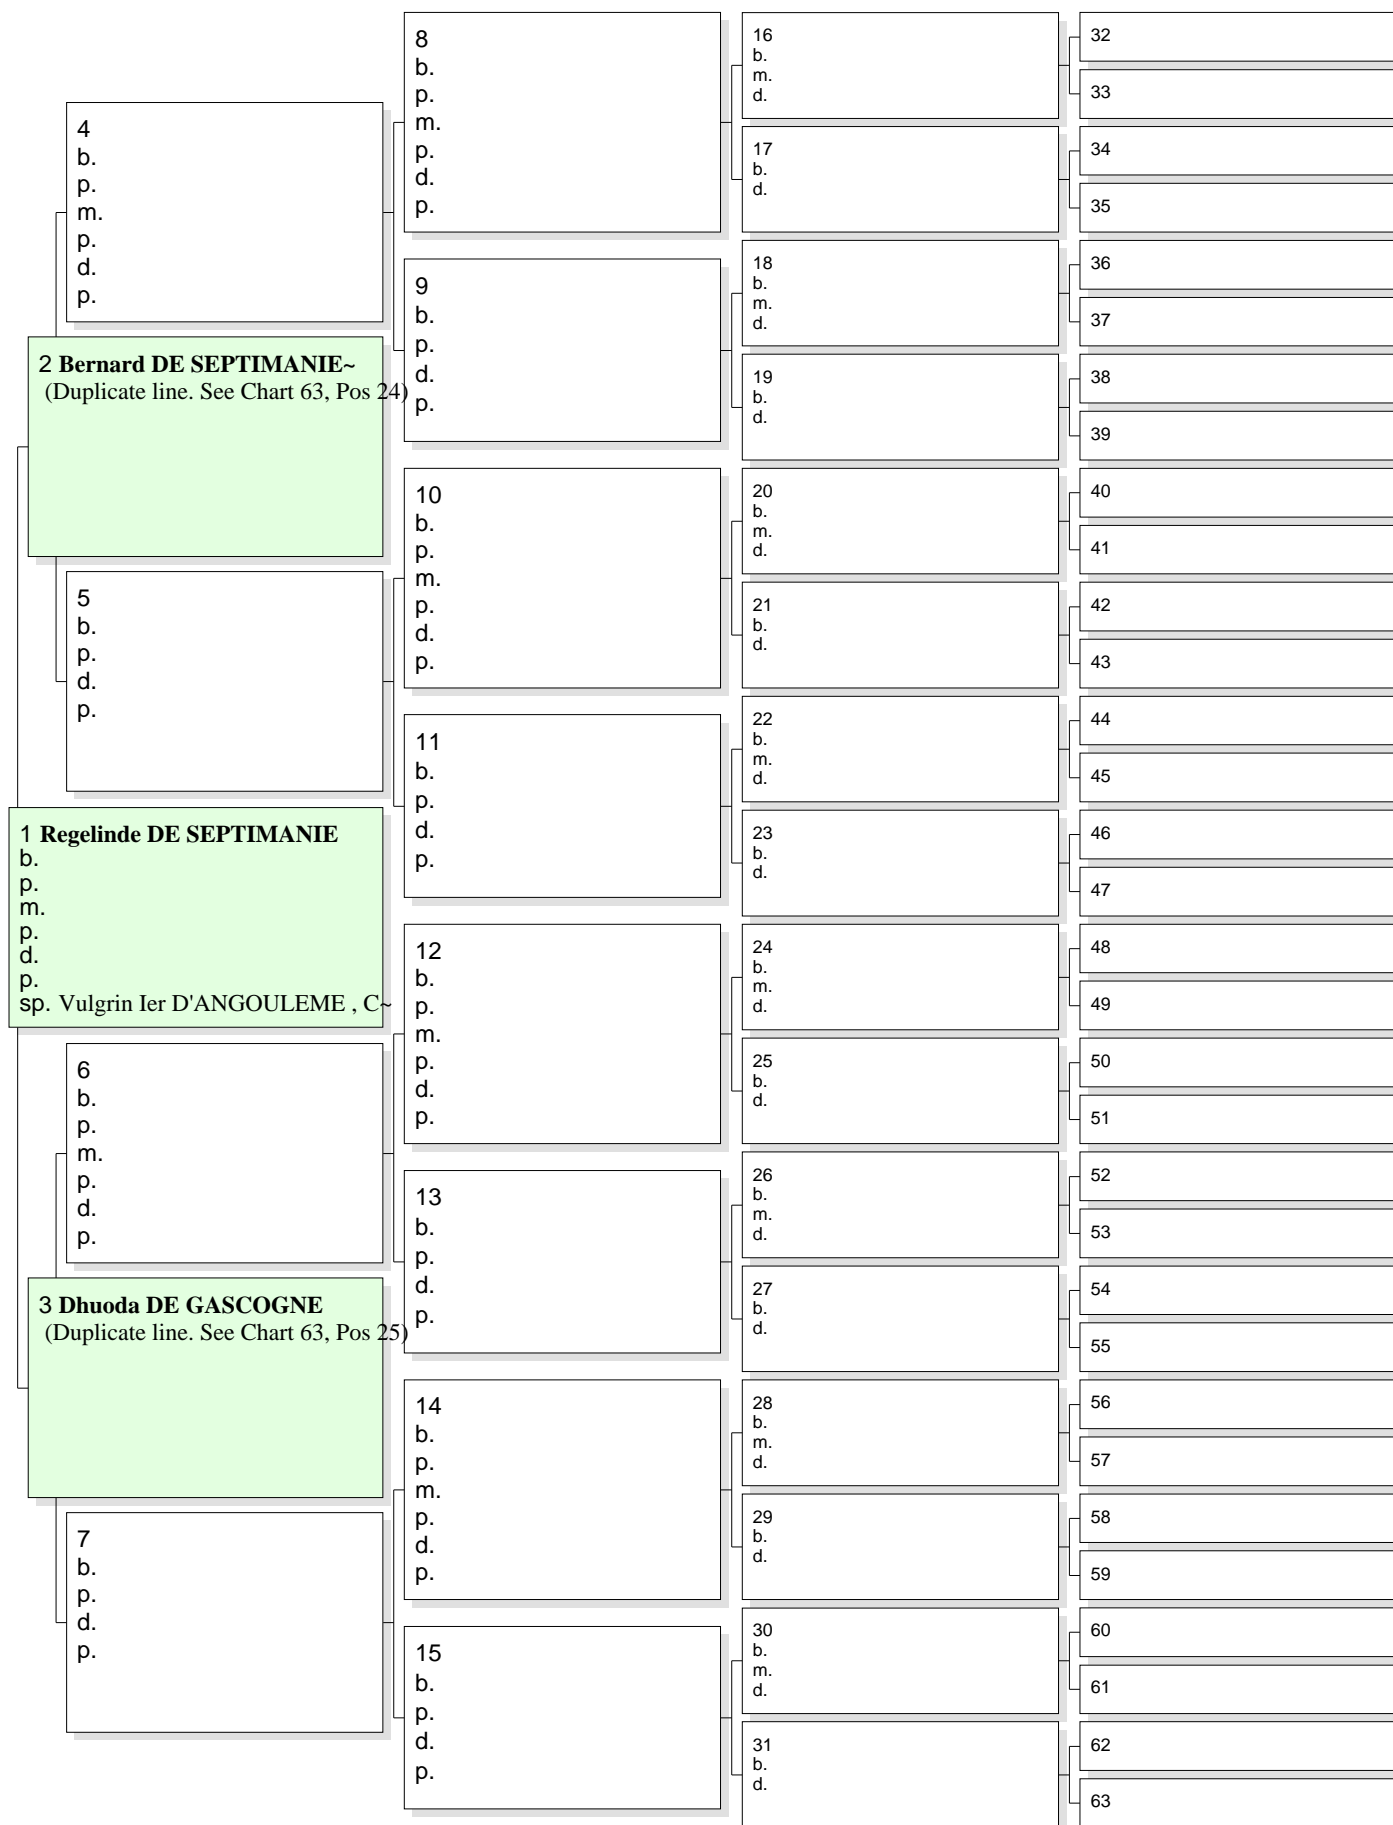 1 Regelinde DE SEPTIMANIE
b.
p.
m.
p.
d.
p.
sp. Vulgrin Ier D'ANGOULEME , C~
2 Bernard DE SEPTIMANIE~
(Duplicate line. See Chart 63, Pos 24)
3 Dhuoda DE GASCOGNE
(Duplicate line. See Chart 63, Pos 25)
4
b.
p.
m.
p.
d.
p.
5
b.
p.
d.
p.
6
b.
p.
m.
p.
d.
p.
7
b.
p.
d.
p.
8
b.
p.
m.
p.
d.
p.
9
b.
p.
d.
p.
10
b.
p.
m.
p.
d.
p.
11
b.
p.
d.
p.
12
b.
p.
m.
p.
d.
p.
13
b.
p.
d.
p.
14
b.
p.
m.
p.
d.
p.
15
b.
p.
d.
p.
16
b.
m.
d.
17
b.
d.
18
b.
m.
d.
19
b.
d.
20
b.
m.
d.
21
b.
d.
22
b.
m.
d.
23
b.
d.
24
b.
m.
d.
25
b.
d.
26
b.
m.
d.
27
b.
d.
28
b.
m.
d.
29
b.
d.
30
b.
m.
d.
31
b.
d.
32
33
34
35
36
37
38
39
40
41
42
43
44
45
46
47
48
49
50
51
52
53
54
55
56
57
58
59
60
61
62
63